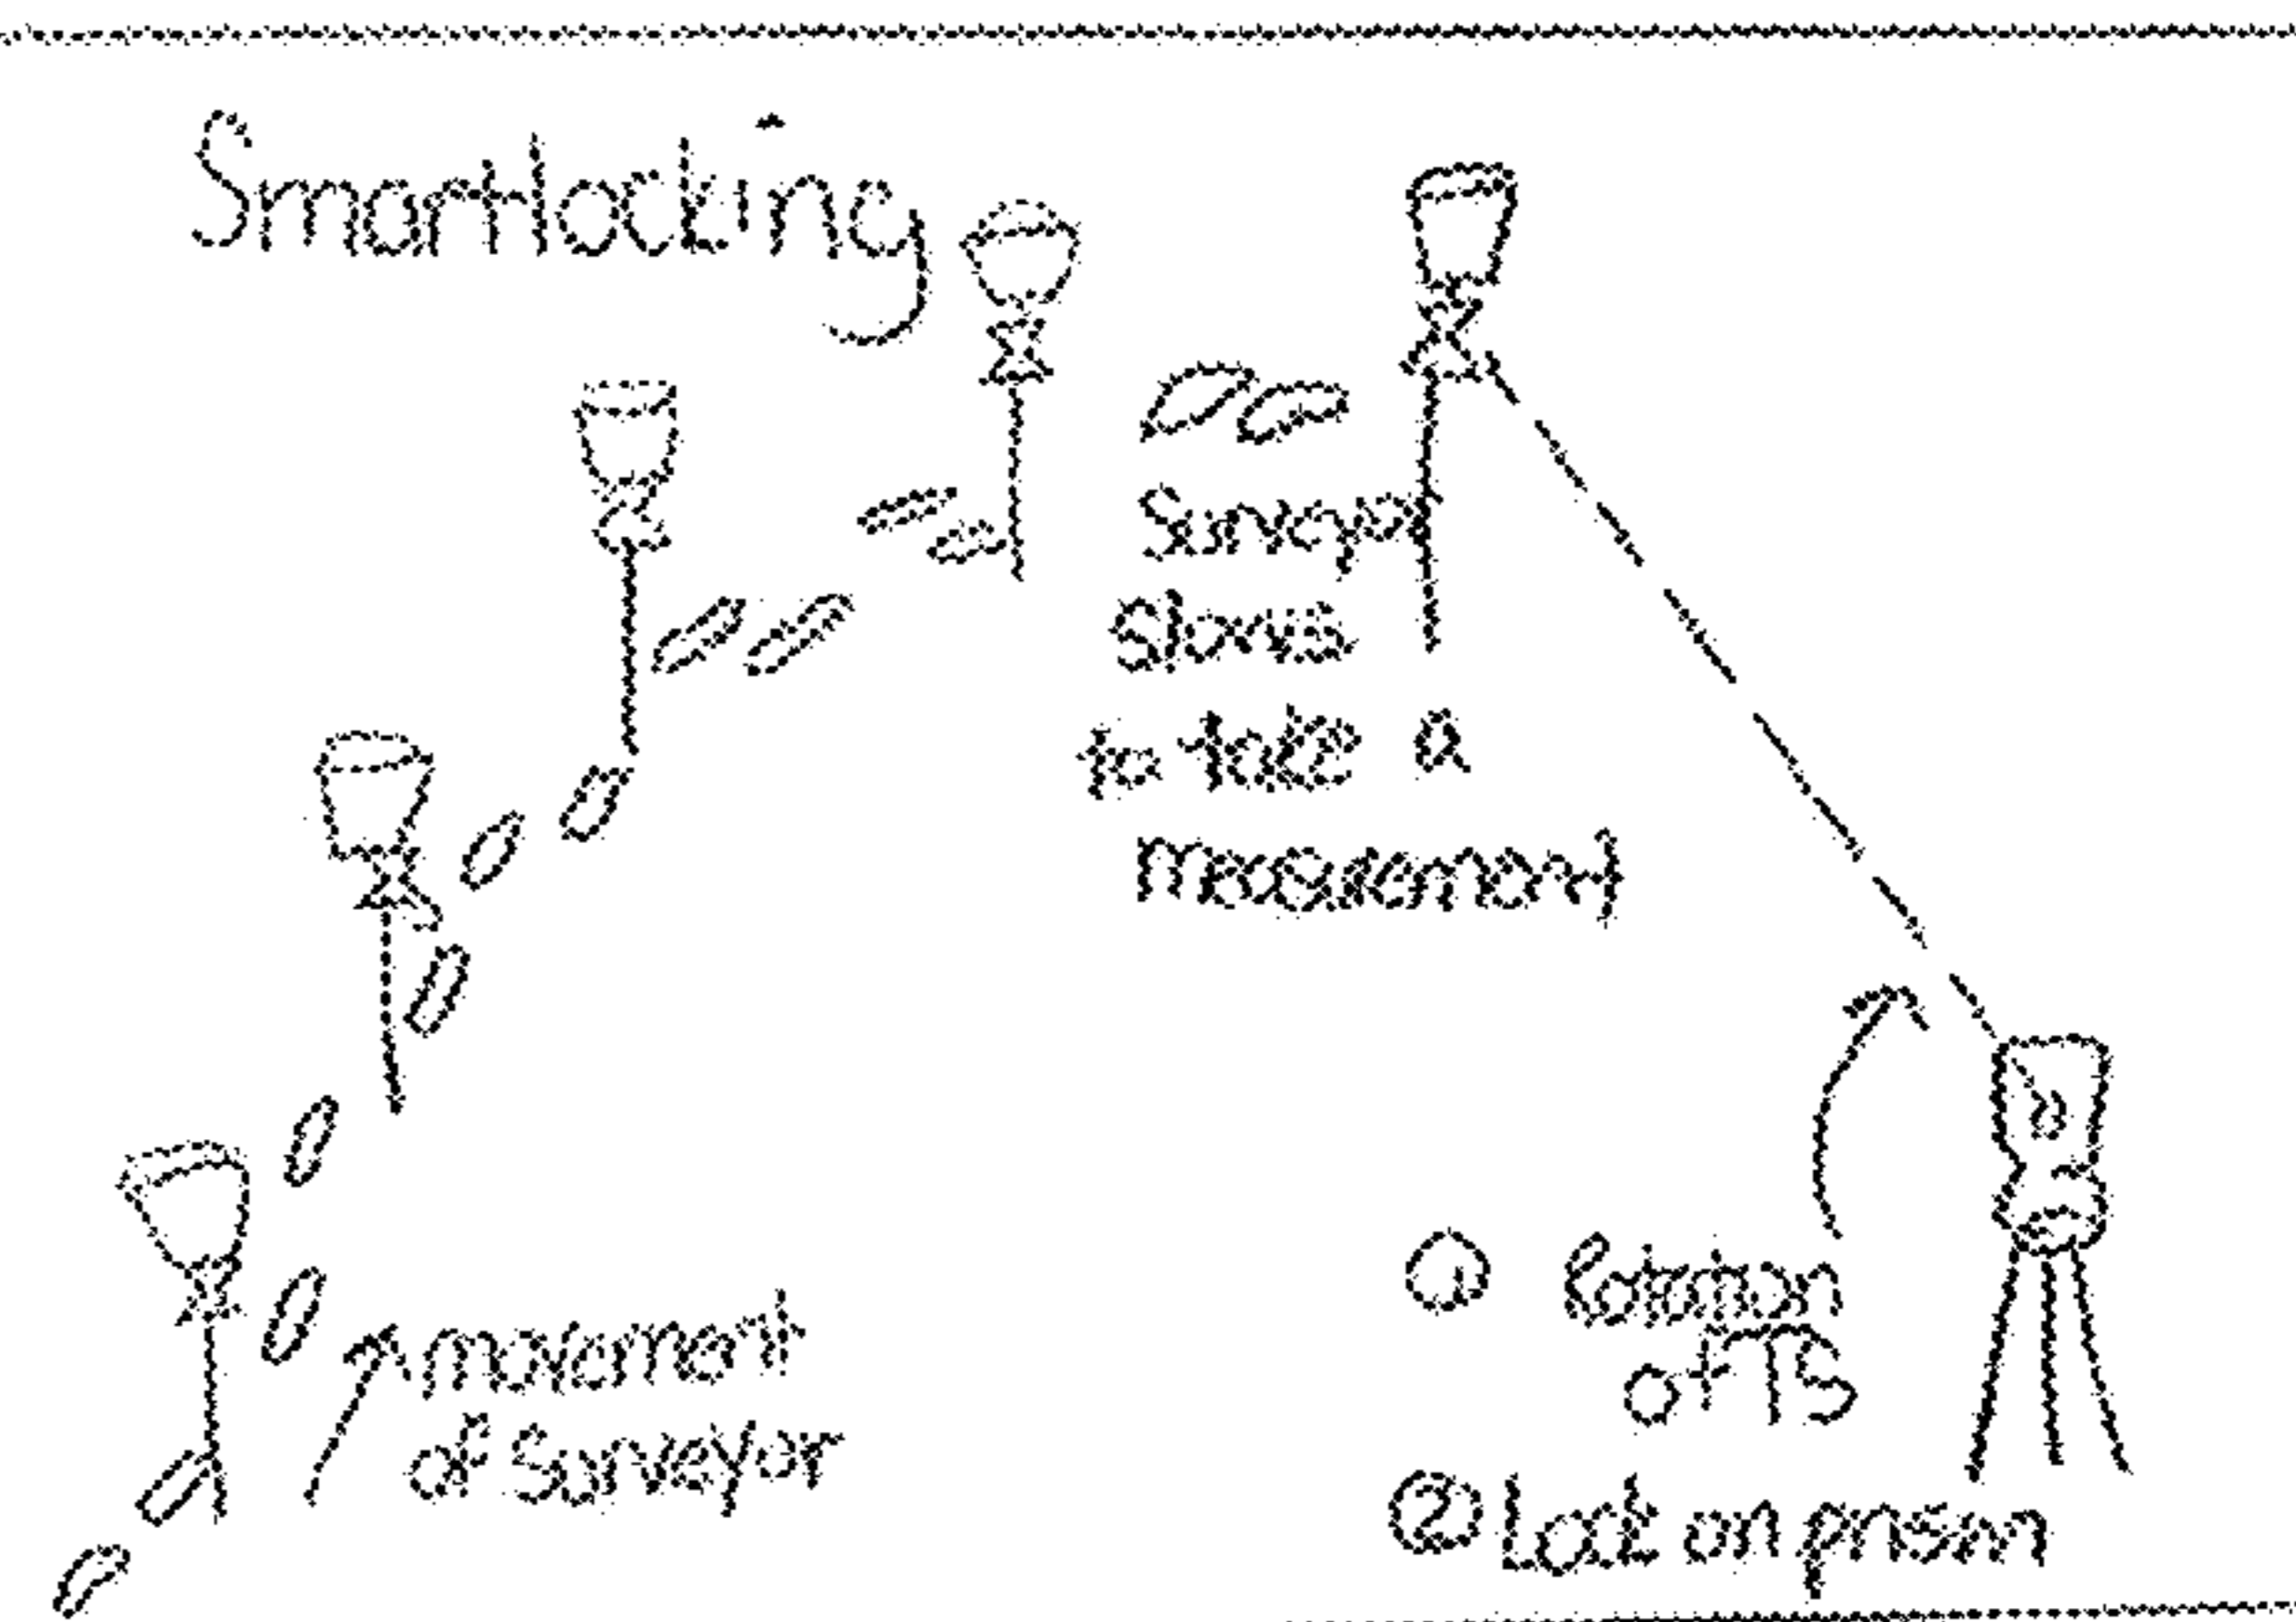 Smartlocking
Surveyor
slows
to take a
measurement
movement
of Surveyor
① Rotation
of TS
② Lock on prism